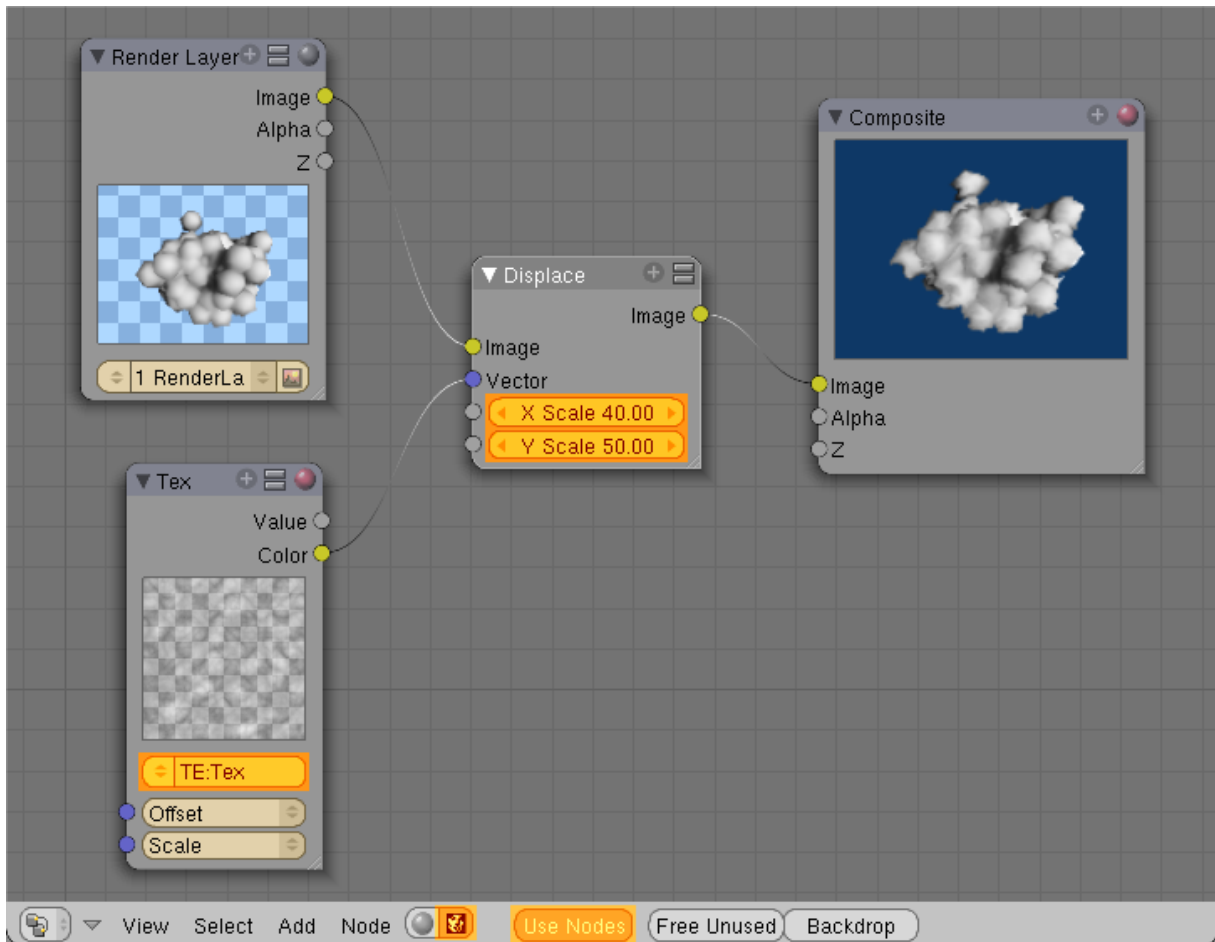 Render Layer
Image
Alpha
Z
1 RenderLa
Tex
Value
Color
TE:Tex
Offset
Scale
Displace
Image
Image
Vector
X Scale 40.00
Y Scale 50.00
Composite
Image
Alpha
Z
View Select Add Node Use Nodes Free Unused Backdrop